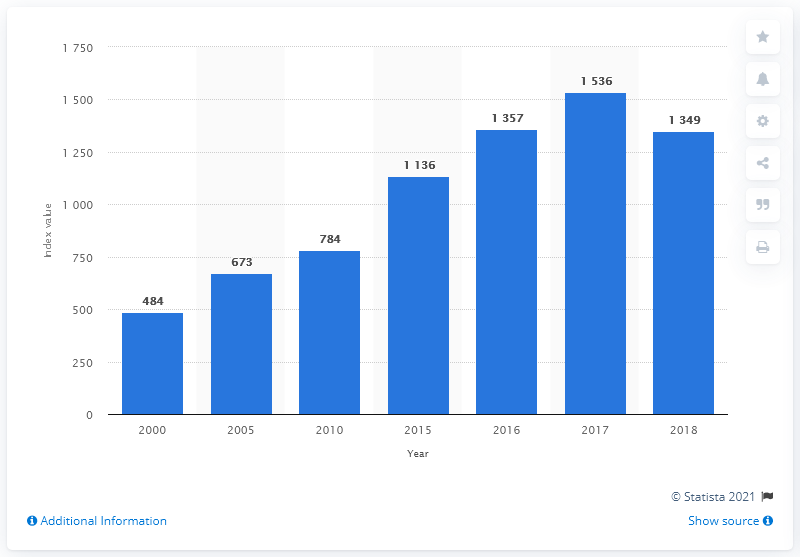 1 750
1 500
1 250
1 000
750
500
250
0
Index value
484
673
784
1 136
1 357
1 536
1 349
2000 2005 2010 2015 2016 2017 2018
Year
© Statista 2021
Additional Information
Show source